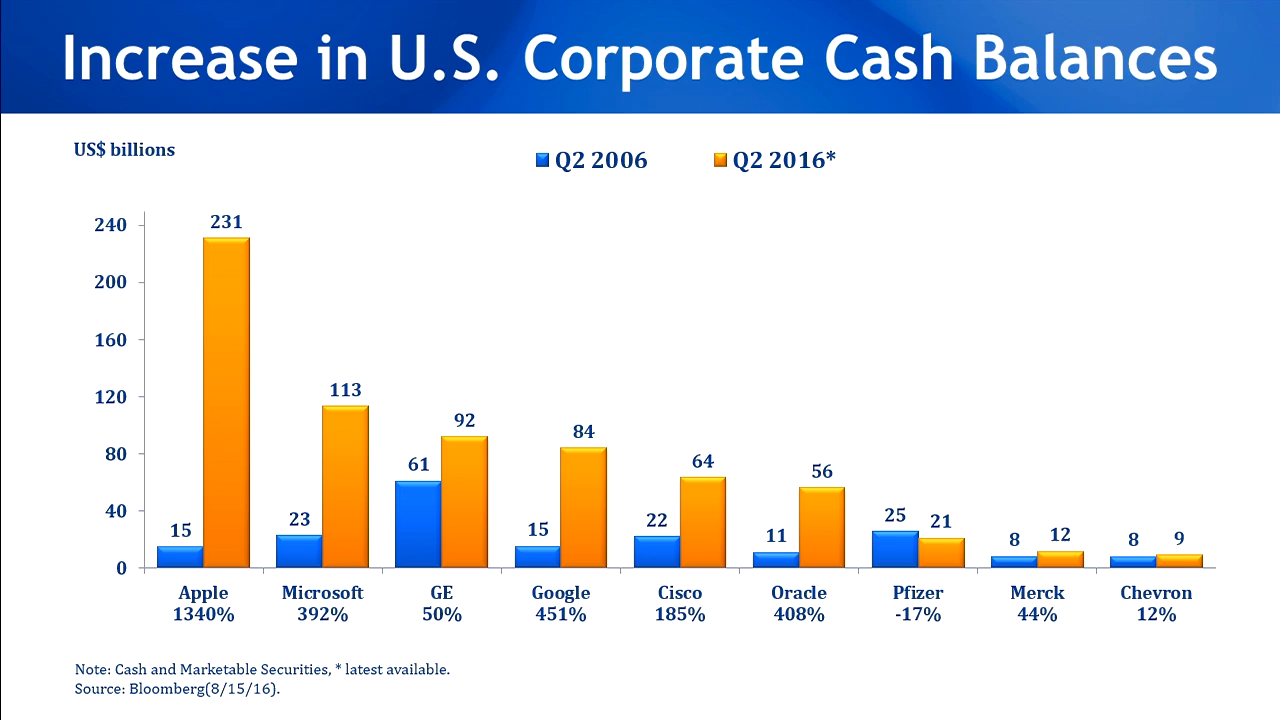 Increase in U.S. Corporate Cash Balances
US$ billions
Q2 2006 Q2 2016*
240
200
160
120
80
40
0
15 231
23 113
61 92
15 84
22 64
11 56
25 21
8 12
8 9
Apple Microsoft GE Google Cisco Oracle Pfizer Merck Chevron
1340% 392% 50% 451% 185% 408% -17% 44% 12%
Note: Cash and Marketable Securities, * latest available.
Source: Bloomberg(8/15/16).